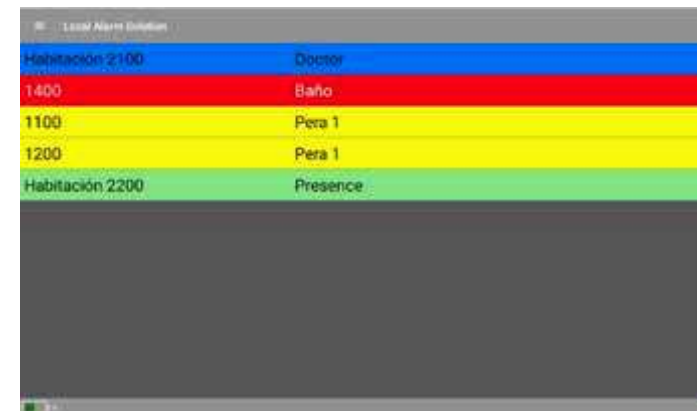 Local Alarm Solution
Habitación 2100 Doctor
1400 Baño
1100 Pera 1
1200 Pera 1
Habitación 2200 Presence